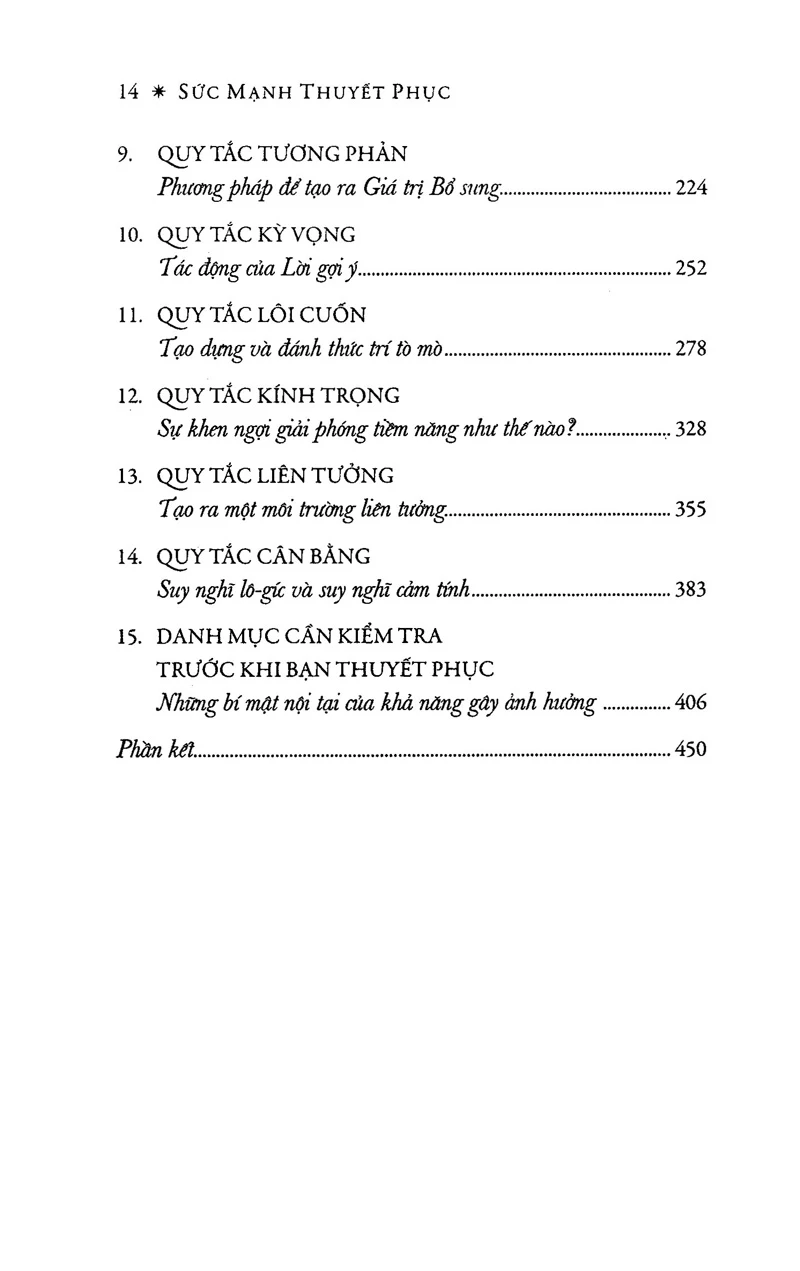 14 ✷ SỨC MẠNH THUYẾT PHỤC
9. QUY TẮC TƯƠNG PHẢN
Phương pháp để tạo ra Giá trị Bổ sung.................................... 224
10. QUY TẮC KỲ VỌNG
Tác động của Lời gợi ý.................................................................... 252
11. QUY TẮC LÔI CUỐN
Tạo dựng và đánh thức trí tò mò................................................. 278
12. QUY TẮC KÍNH TRỌNG
Sự khen ngợi giải phóng tiềm năng như thế nào?.................... 328
13. QUY TẮC LIÊN TƯỞNG
Tạo ra một môi trường liên tưởng................................................ 355
14. QUY TẮC CÂN BẰNG
Suy nghĩ lô-gíc và suy nghĩ cảm tính........................................... 383
15. DANH MỤC CẦN KIỂM TRA
TRƯỚC KHI BẠN THUYẾT PHỤC
Những bí mật nội tại của khả năng gây ảnh hưởng .............. 406
Phần kết....................................................................................................... 450